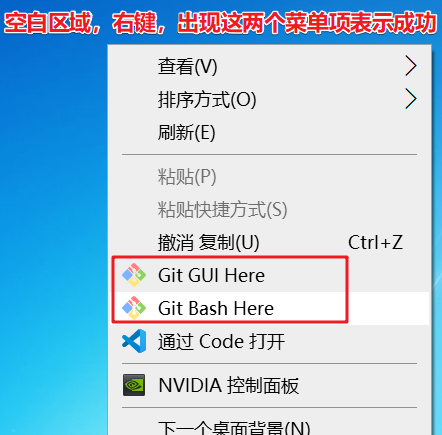 空白区域，右键，出现这两个菜单项表示成功
查看(V)
排序方式(O)
刷新(E)
粘贴(P)
粘贴快捷方式(S)
撤消 复制(U) Ctrl+Z
Git GUI Here
Git Bash Here
通过 Code 打开
NVIDIA 控制面板
下一个桌面背景(N)